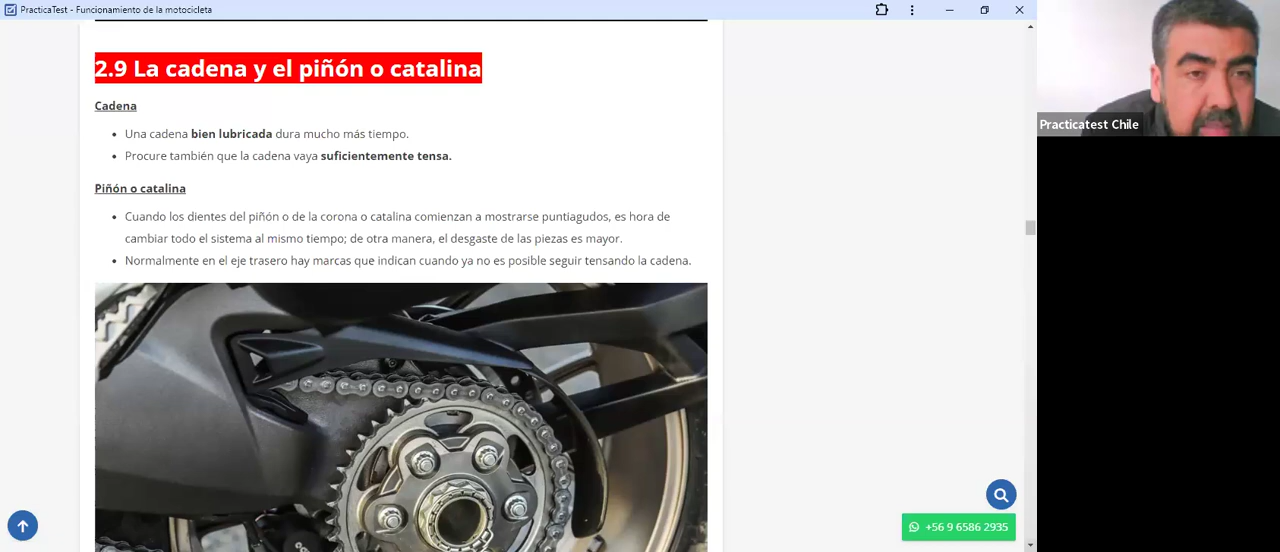 PracticaTest - Funcionamiento de la motocicleta
2.9 La cadena y el piñón o catalina
Cadena
Una cadena bien lubricada dura mucho más tiempo.
Procure también que la cadena vaya suficientemente tensa.
Piñón o catalina
Cuando los dientes del piñón o de la corona o catalina comienzan a mostrarse puntiagudos, es hora de
cambiar todo el sistema al mismo tiempo; de otra manera, el desgaste de las piezas es mayor.
Normalmente en el eje trasero hay marcas que indican cuando ya no es posible seguir tensando la cadena.
Practicatest Chile
+56 9 6586 2935